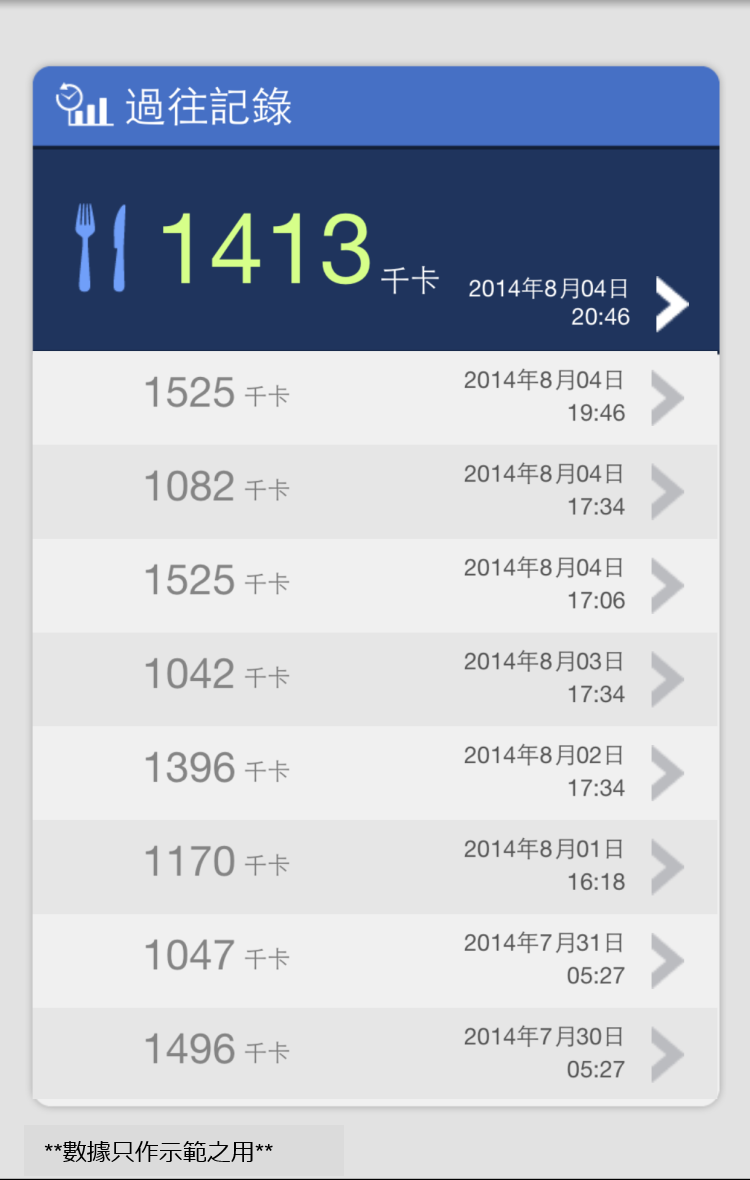 過往記錄
1413 千卡
2014年8月04日
20:46
1525 千卡
2014年8月04日
19:46
1082 千卡
2014年8月04日
17:34
1525 千卡
2014年8月04日
17:06
1042 千卡
2014年8月03日
17:34
1396 千卡
2014年8月02日
17:34
1170 千卡
2014年8月01日
16:18
1047 千卡
2014年7月31日
05:27
1496 千卡
2014年7月30日
05:27
**數據只作示範之用**